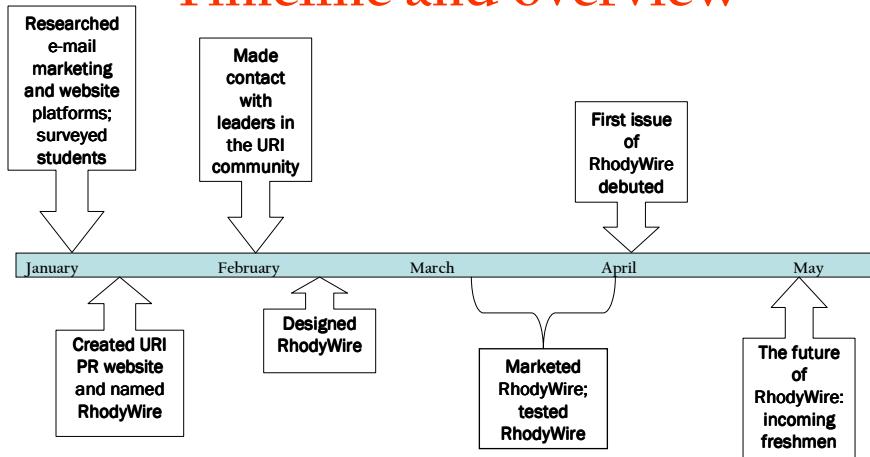 Timeline and overview
Researched
e-mail
marketing
and website
platforms;
surveyed
students
Made
contact
with
leaders in
the URI
community
First issue
of
RhodyWire
debuted
January February March April May
Created URI
PR website
and named
RhodyWire
Designed
RhodyWire
Marketed
RhodyWire;
tested
RhodyWire
The future
of
RhodyWire:
incoming
freshmen